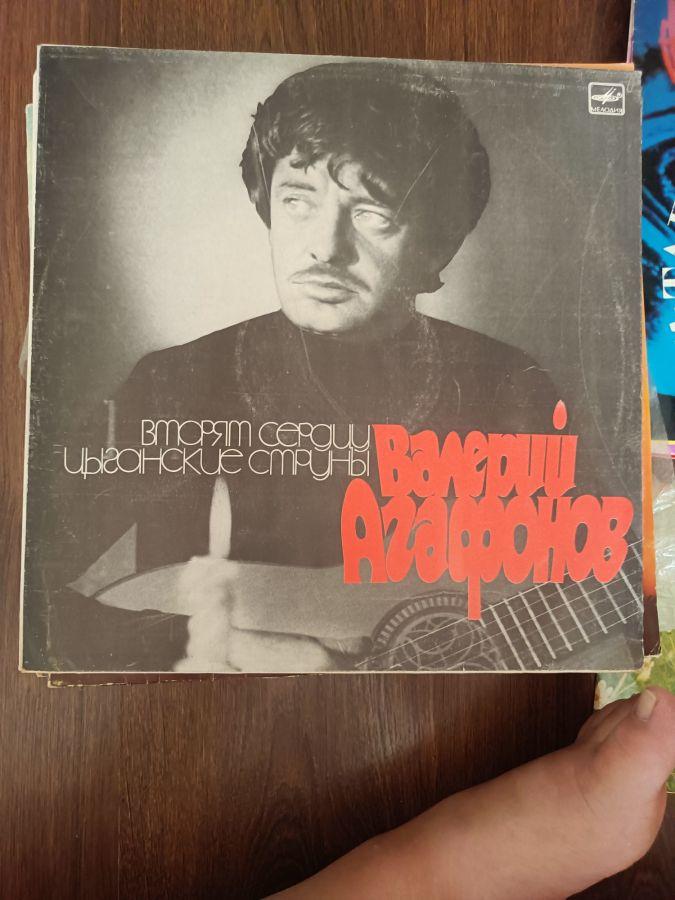 МЕЛОДИЯ
Вторят сердцу
цыганские струны
Валерий
Агафонов